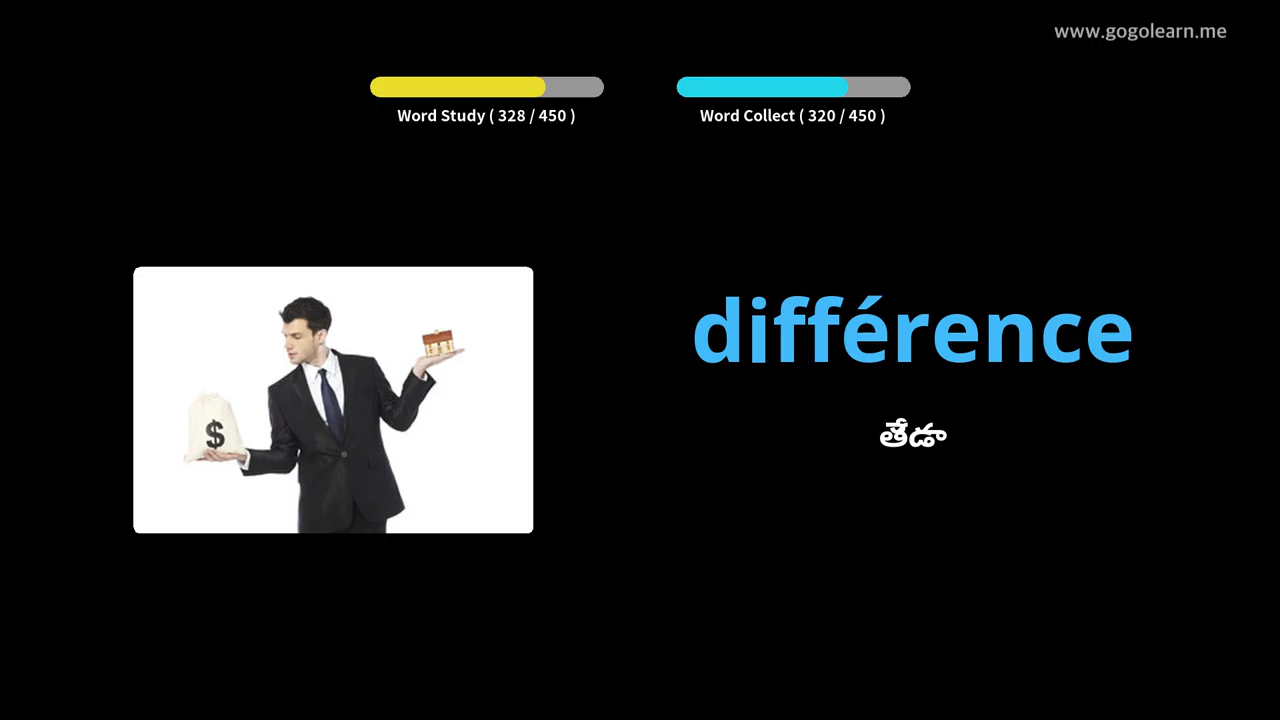 www.gogolearn.me
Word Study ( 328 / 450 )
Word Collect ( 320 / 450 )
différence
తేడా
$